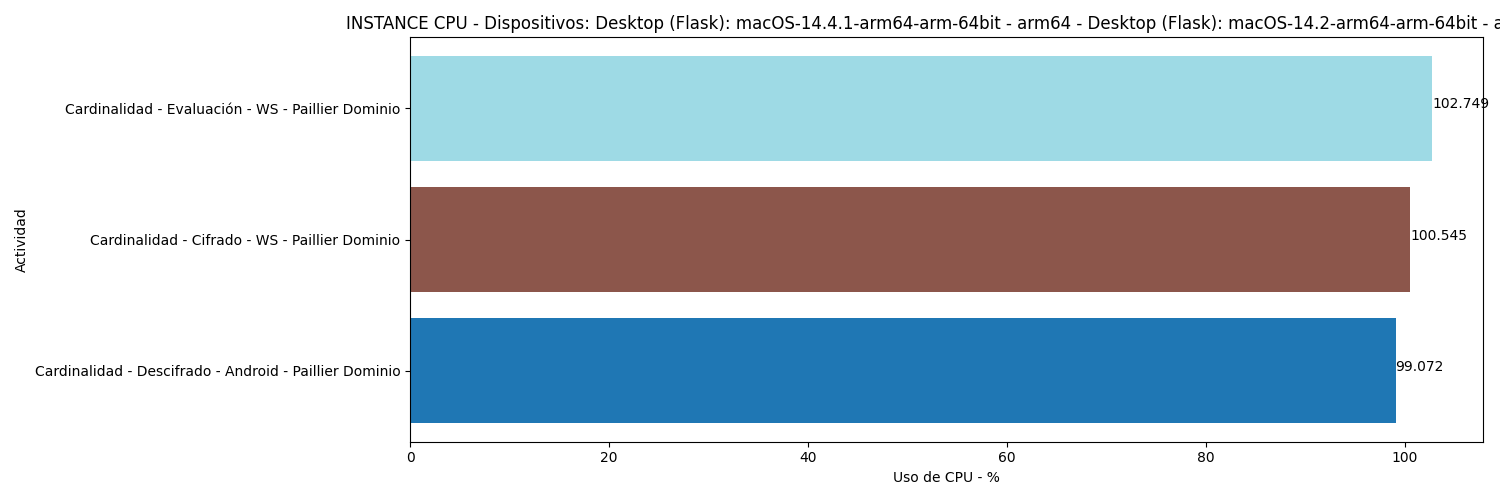 INSTANCE CPU - Dispositivos: Desktop (Flask): macOS-14.4.1-arm64-arm-64bit - arm64 - Desktop (Flask): macOS-14.2-arm64-arm-64bit -
Cardinalidad - Evaluación - WS - Paillier Dominio
102.749
Cardinalidad - Cifrado - WS - Paillier Dominio
100.545
Cardinalidad - Descifrado - Android - Paillier Dominio
99.072
Actividad
0 20 40 60 80 100
Uso de CPU - %